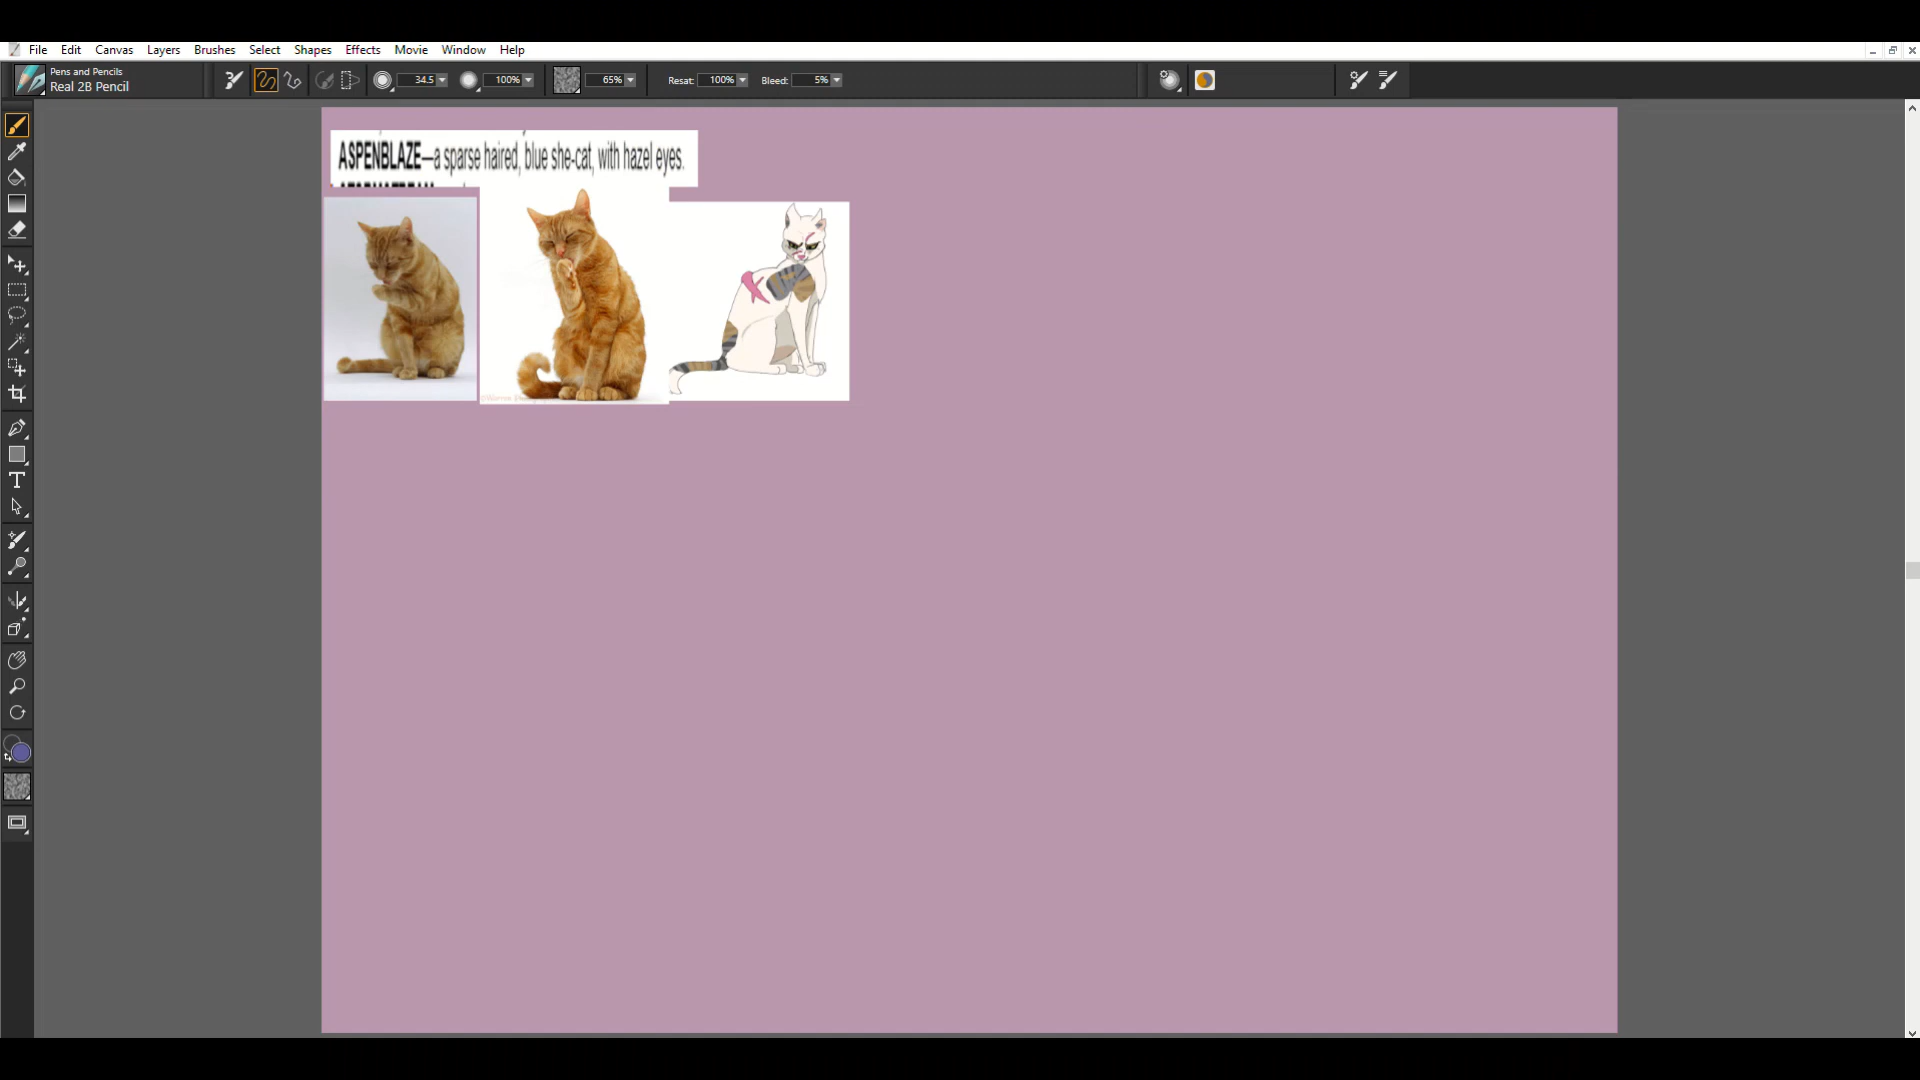 File Edit Canvas Layers Brushes Select Shapes Effects Movie Window Help
Pens and Pencils
Real 2B Pencil
34.5 100% 65% Resat: 100% Bleed: 5%
ASPENBLAZE—a sparse haired, blue she-cat, with hazel eyes.